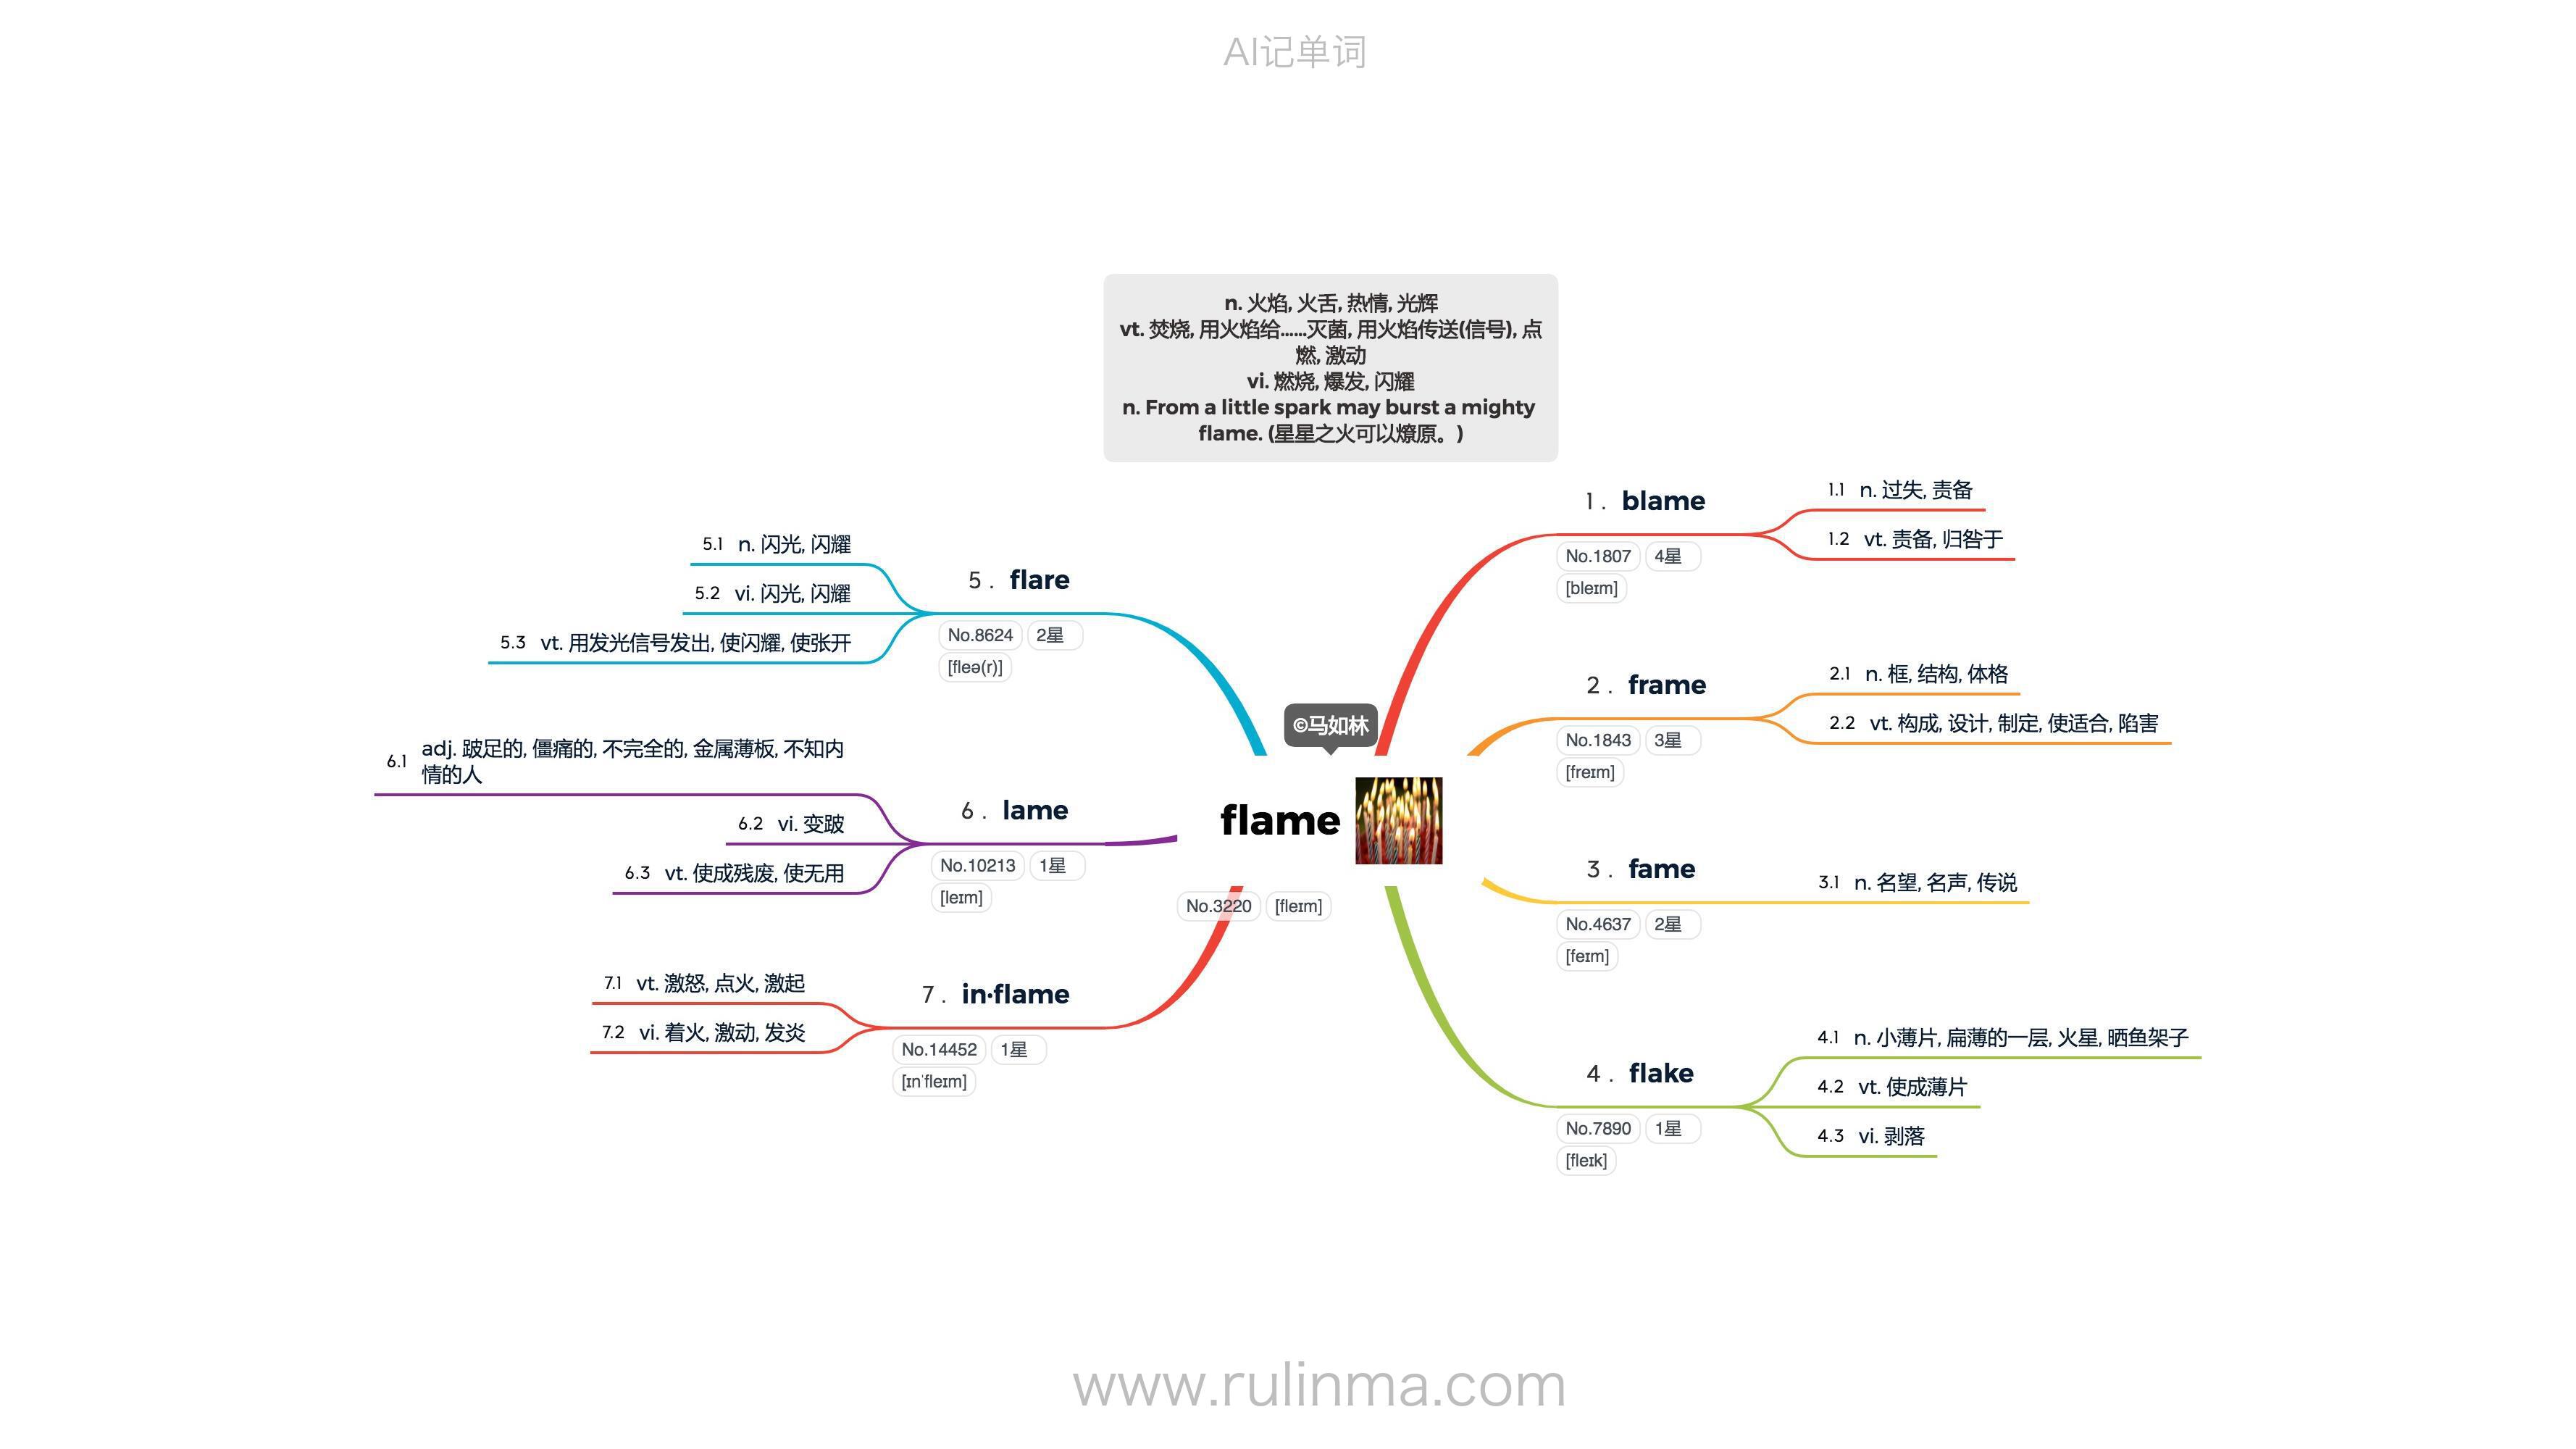 AI记单词
n. 火焰, 火舌, 热情, 光辉
vt. 焚烧, 用火焰给......灭菌, 用火焰传送(信号), 点
燃, 激动
vi. 燃烧, 爆发, 闪耀
n. From a little spark may burst a mighty
flame. (星星之火可以燎原。)
©马如林
flame
No.3220 [fleɪm]
1 . blame
No.1807 4星
[bleɪm]
1.1 n. 过失, 责备
1.2 vt. 责备, 归咎于
2 . frame
No.1843 3星
[freɪm]
2.1 n. 框, 结构, 体格
2.2 vt. 构成, 设计, 制定, 使适合, 陷害
3 . fame
No.4637 2星
[feɪm]
3.1 n. 名望, 名声, 传说
4 . flake
No.7890 1星
[fleɪk]
4.1 n. 小薄片, 扁薄的一层, 火星, 晒鱼架子
4.2 vt. 使成薄片
4.3 vi. 剥落
5 . flare
No.8624 2星
[fleə(r)]
5.1 n. 闪光, 闪耀
5.2 vi. 闪光, 闪耀
5.3 vt. 用发光信号发出, 使闪耀, 使张开
6 . lame
No.10213 1星
[leɪm]
6.1 adj. 跛足的, 僵痛的, 不完全的, 金属薄板, 不知内
情的人
6.2 vi. 变跛
6.3 vt. 使成残废, 使无用
7 . in·flame
No.14452 1星
[ɪnˈfleɪm]
7.1 vt. 激怒, 点火, 激起
7.2 vi. 着火, 激动, 发炎
www.rulinma.com